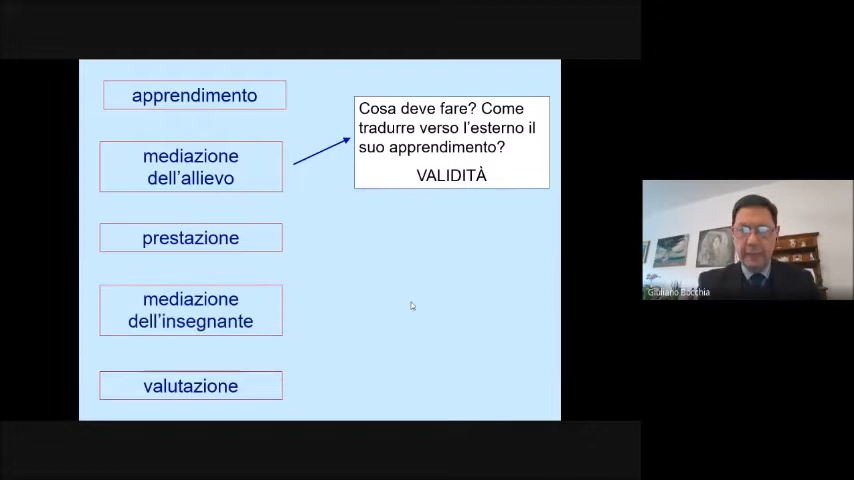 apprendimento
mediazione
dell'allievo
prestazione
mediazione
dell'insegnante
valutazione
Cosa deve fare? Come
tradurre verso l'esterno il
suo apprendimento?
VALIDITÀ
Giuliano Bocchia